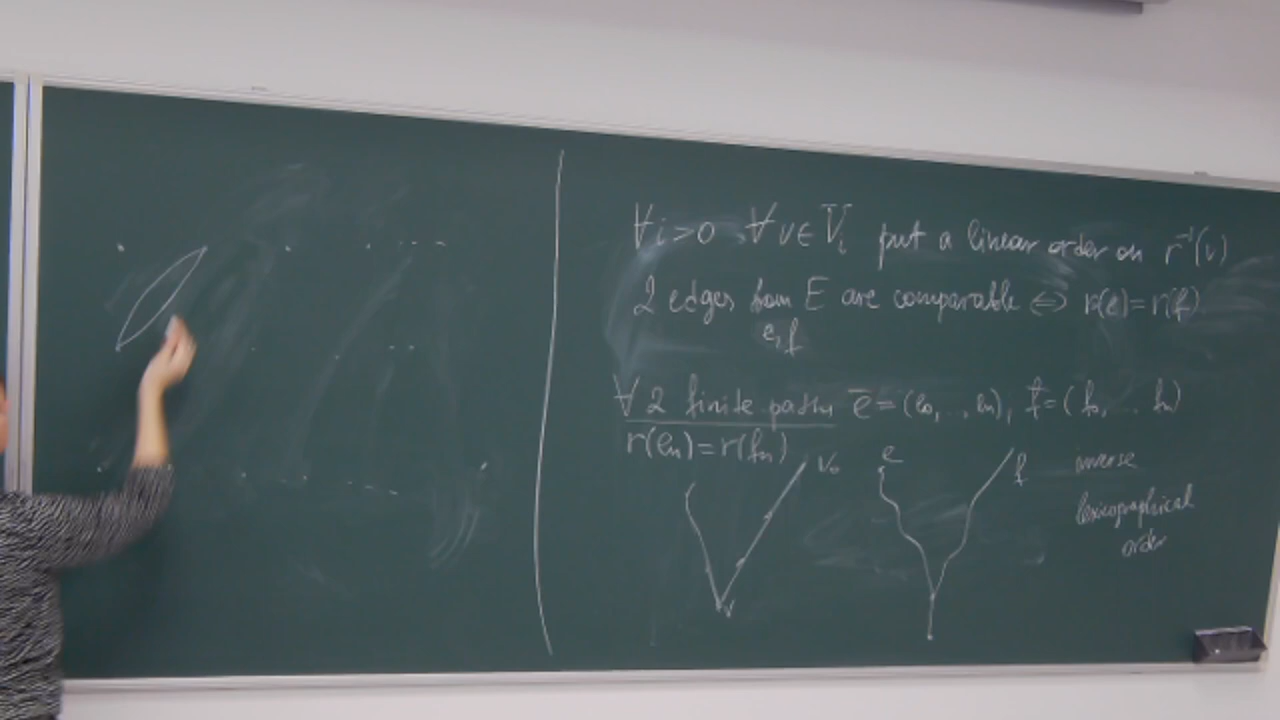 ∀i>0 ∀v∈V_i put a linear order on r⁻¹(v)
2 edges from E are comparable ⇔ r(e)=r(f)
e,f
∀ 2 finite paths ē=(e₀,...eₙ), f̄=(f₀,...fₙ)
r(eₙ)=r(fₙ)
v₀
e
f
inverse
lexicographical
order
v